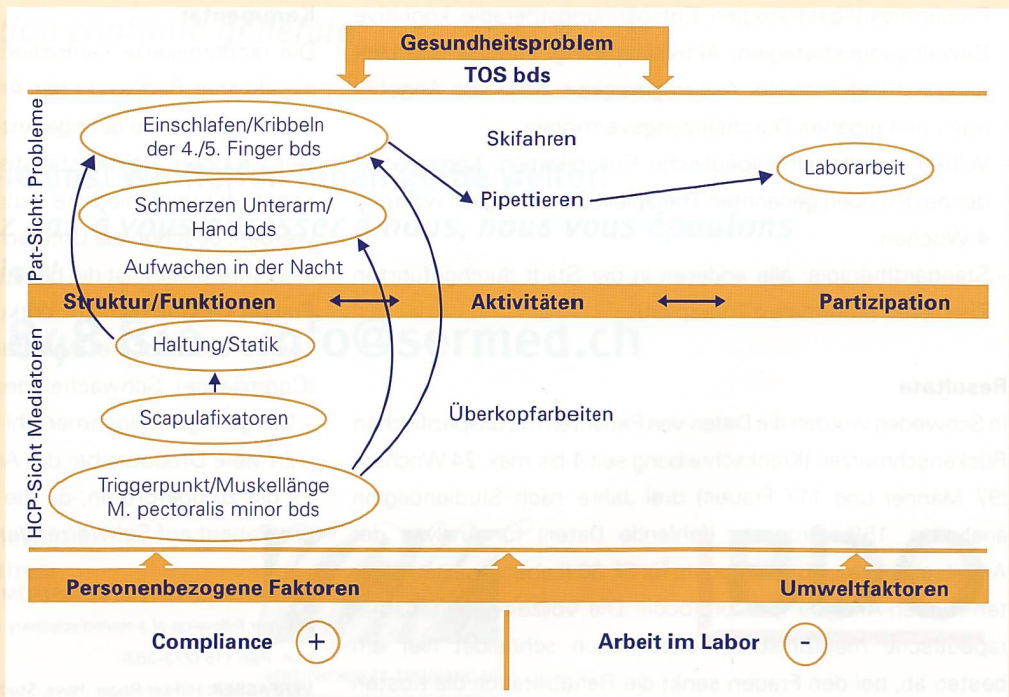 Gesundheitsproblem
TOS bds
Pat-Sicht: Probleme
Einschlafen/Kribbeln
der 4./5. Finger bds
Skifahren
Laborarbeit
Schmerzen Unterarm/
Hand bds
Pipettieren
Aufwachen in der Nacht
Struktur/Funktionen
Aktivitäten
Partizipation
HCP-Sicht Mediatoren
Haltung/Statik
Scapulafixatoren
Überkopfarbeiten
Triggerpunkt/Muskellänge
M. pectoralis minor bds
Personenbezogene Faktoren
Umweltfaktoren
Compliance +
Arbeit im Labor -